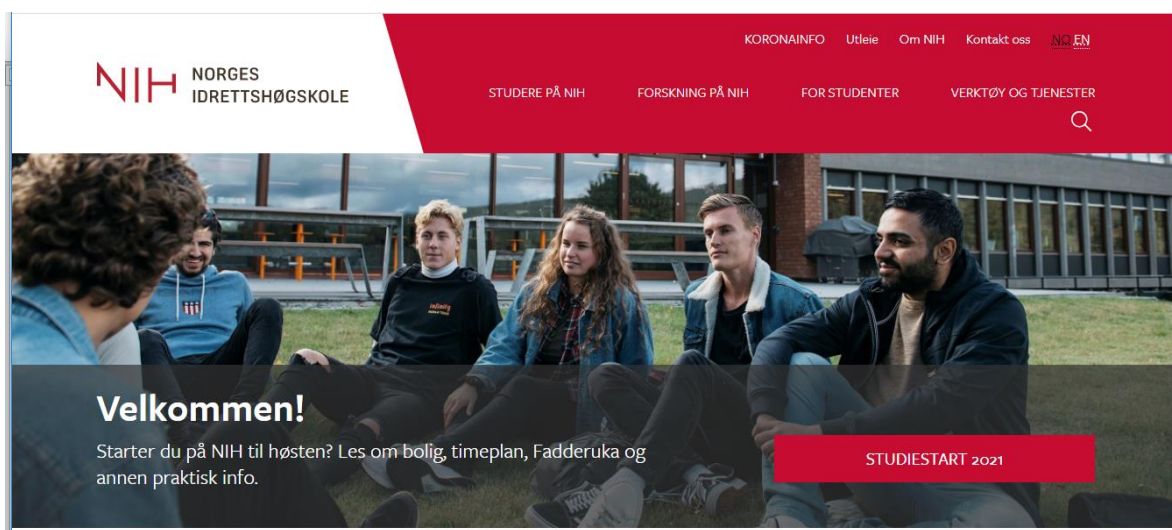 KORONAINFO Utleie Om NIH Kontakt oss NO EN
NIH NORGES
IDRETTSHØGSKOLE
STUDERE PÅ NIH FORSKNING PÅ NIH FOR STUDENTER VERKTØY OG TJENESTER
infinity
Velkommen!
Starter du på NIH til høsten? Les om bolig, timeplan, Fadderuka og
annen praktisk info.
STUDIESTART 2021